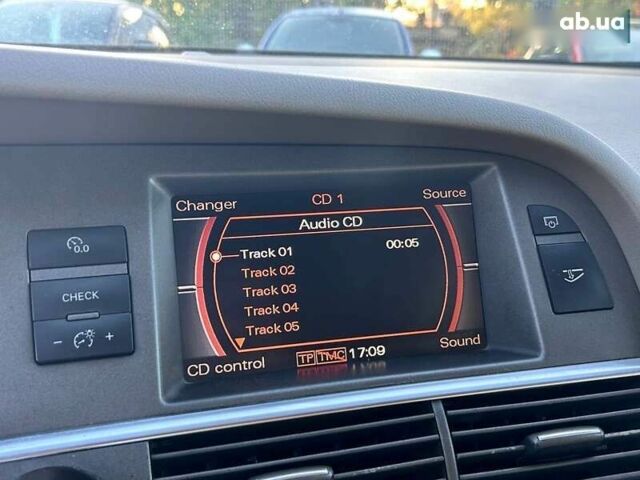 ab.ua
Changer CD 1 Source
Audio CD
Track 01 00:05
Track 02
Track 03
Track 04
Track 05
CD control TP TMC 17:09 Sound
0.0
CHECK
- +